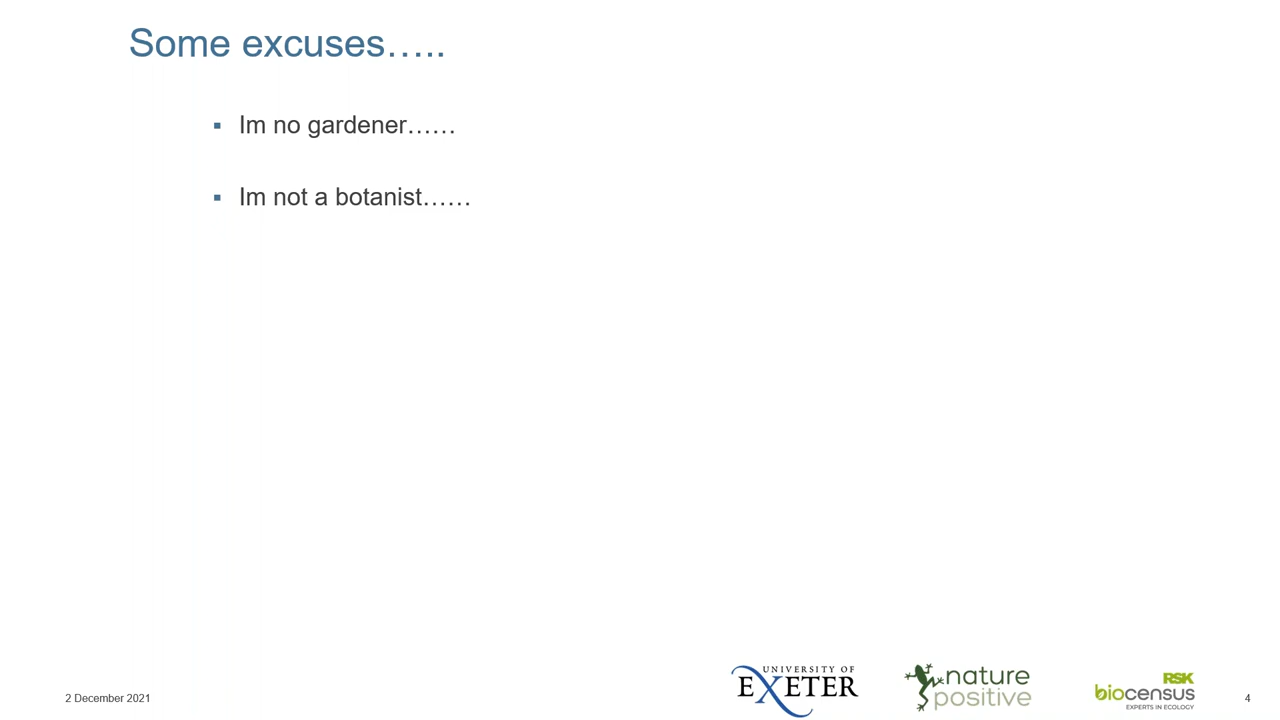 Some excuses…..
Im no gardener……
Im not a botanist……
2 December 2021
UNIVERSITY OF
EXETER
nature
positive
RSK
biocensus
EXPERTS IN ECOLOGY
4